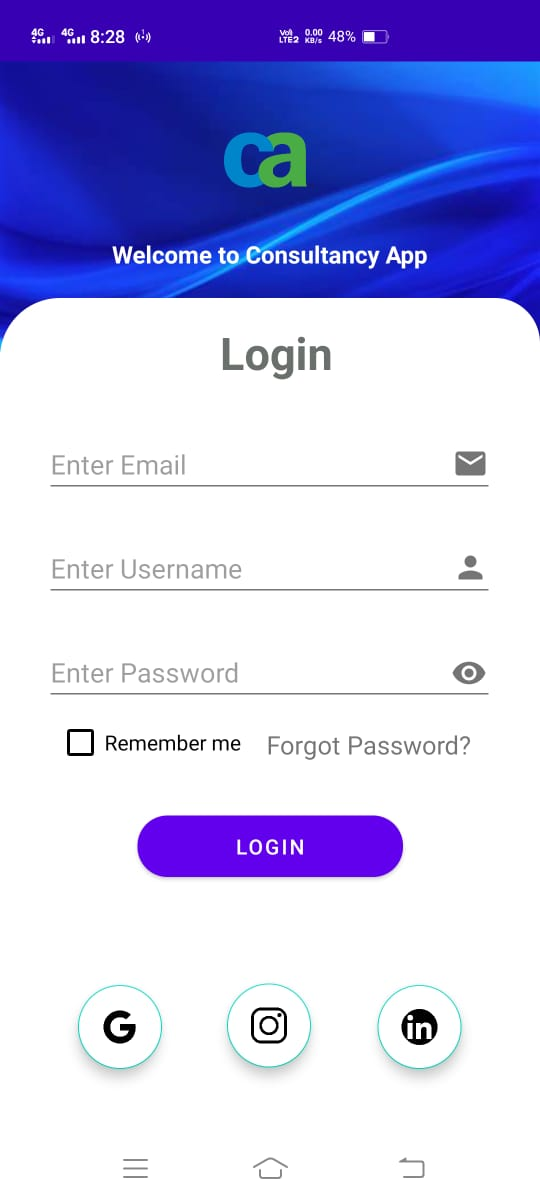 4G 4G 8:28 Vo) LTE2 0.00 KB/s 48%
ca
Welcome to Consultancy App
Login
Enter Email
Enter Username
Enter Password
Remember me Forgot Password?
LOGIN
G in